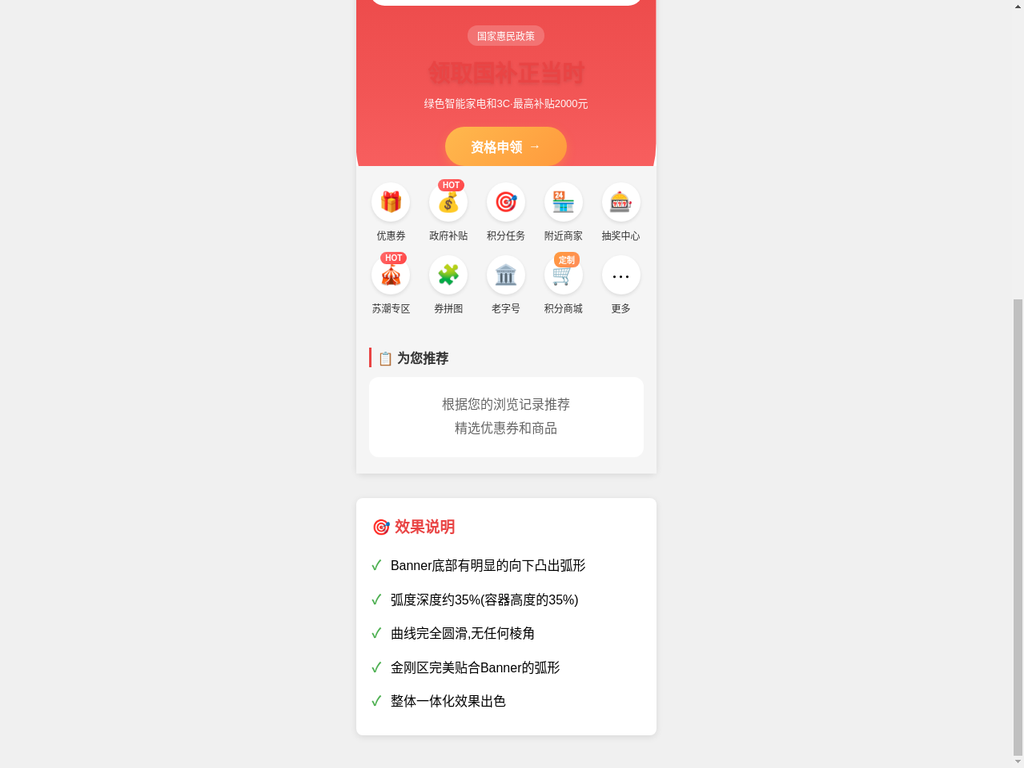 国家惠民政策
领取国补正当时
绿色智能家电和3C·最高补贴2000元
资格申领 →
HOT
优惠券 政府补贴 积分任务 附近商家 抽奖中心
HOT 定制
苏潮专区 券拼图 老字号 积分商城 更多
为您推荐
根据您的浏览记录推荐
精选优惠券和商品
效果说明
✓ Banner底部有明显的向下凸出弧形
✓ 弧度深度约35%(容器高度的35%)
✓ 曲线完全圆滑,无任何棱角
✓ 金刚区完美贴合Banner的弧形
✓ 整体一体化效果出色